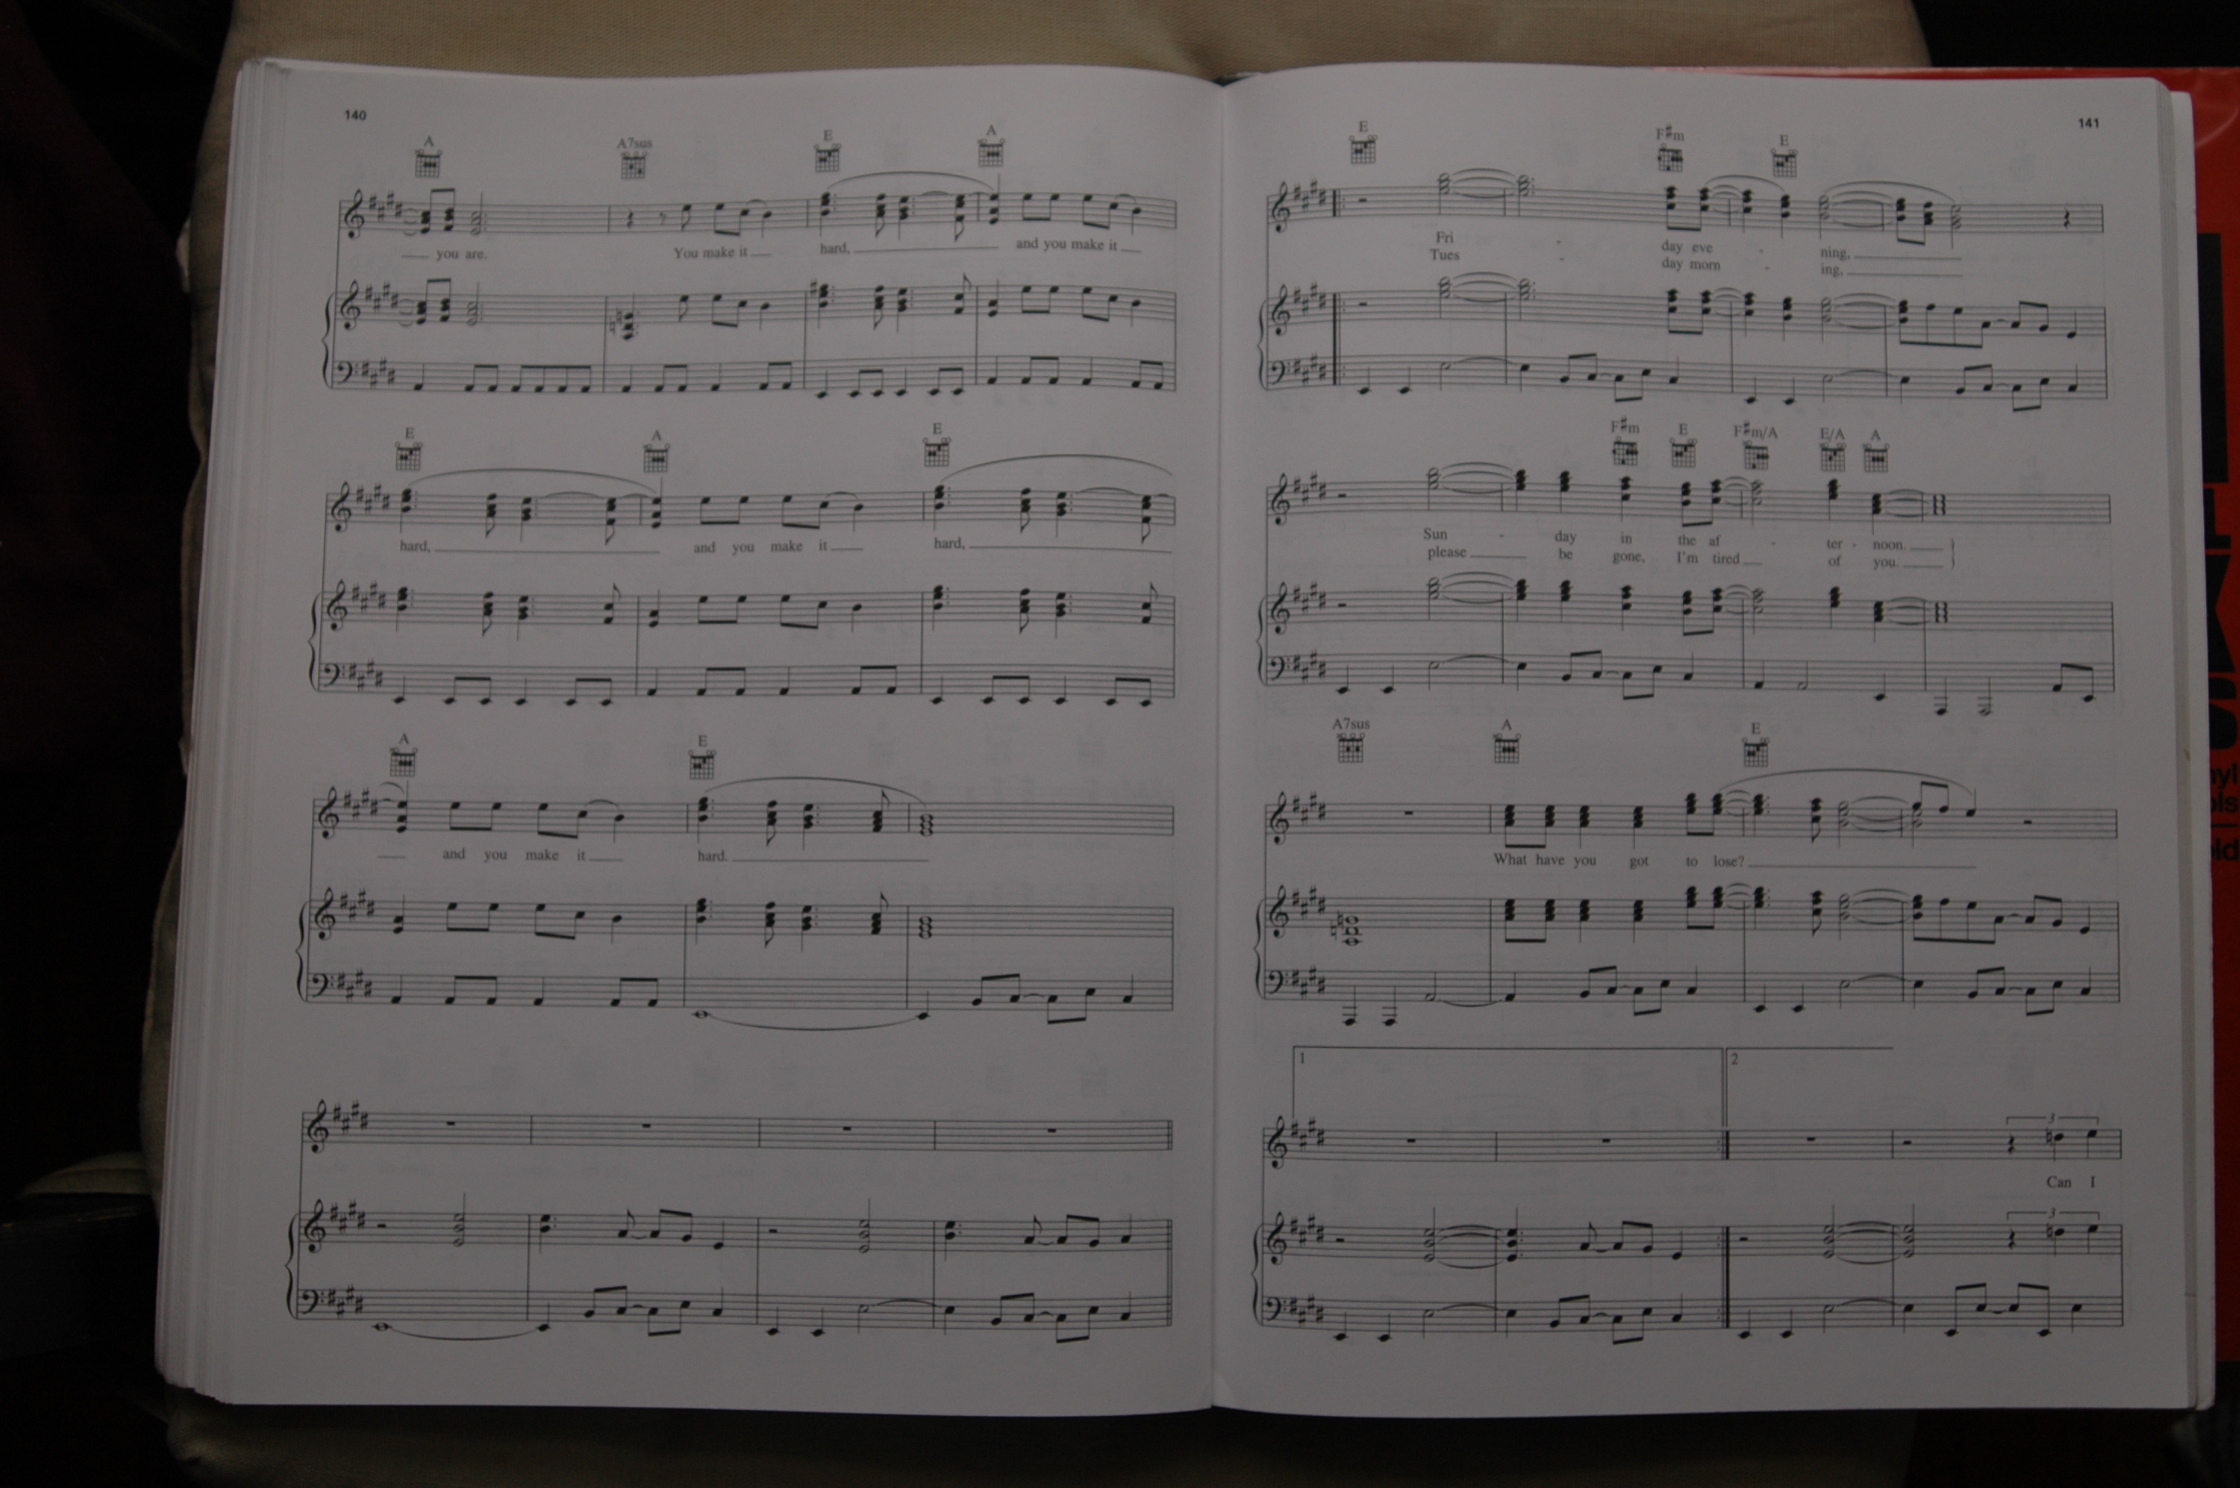 140
A A7sus E A
you are. You make it hard, and you make it
E A E
hard, and you make it hard,
A E
and you make it hard.
141
E F#m E
Fri - day eve - ning,
Tues - day morn - ing,
F#m E F#m/A E/A A
Sun - day in the af - ter - noon.
please be gone, I'm tired of you.
A7sus A E
What have you got to lose?
1 2
3
Can I
3